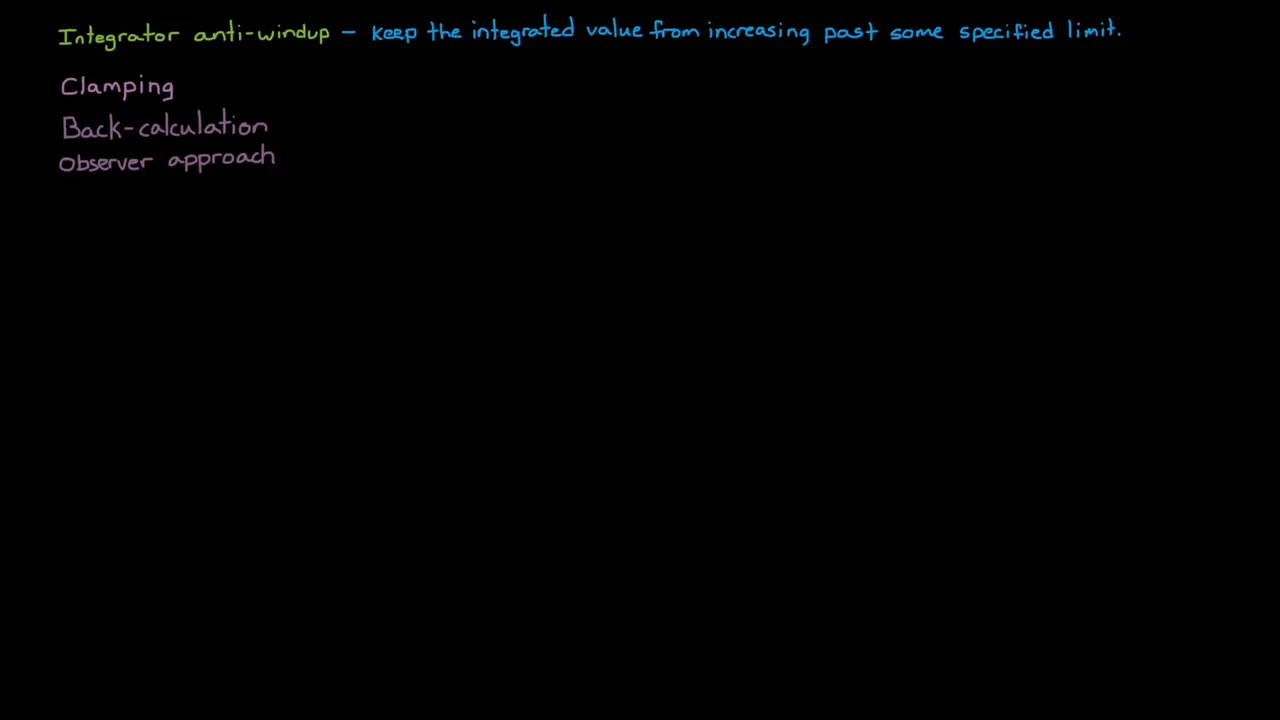 Integrator anti-windup – keep the integrated value from increasing past some specified limit.
Clamping
Back-calculation
Observer approach